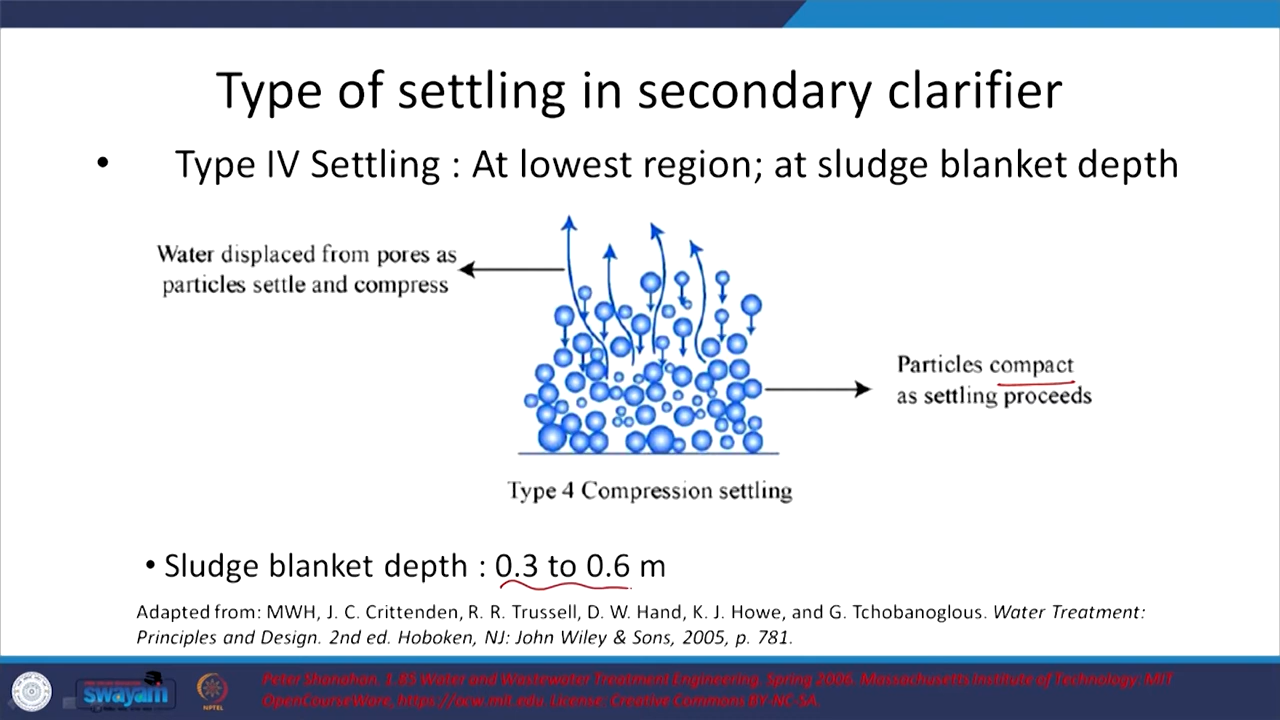 Type of settling in secondary clarifier
• Type IV Settling : At lowest region; at sludge blanket depth
Water displaced from pores as
particles settle and compress
Particles compact
as settling proceeds
Type 4 Compression settling
• Sludge blanket depth : 0.3 to 0.6 m
Adapted from: MWH, J. C. Crittenden, R. R. Trussell, D. W. Hand, K. J. Howe, and G. Tchobanoglous. Water Treatment:
Principles and Design. 2nd ed. Hoboken, NJ: John Wiley & Sons, 2005, p. 781.
Peter Shanahan. 1.85 Water and Wastewater Treatment Engineering. Spring 2006. Massachusetts Institute of Technology: MIT
OpenCourseWare, https://ocw.mit.edu. License: Creative Commons BY-NC-SA.
swayam
NPTEL